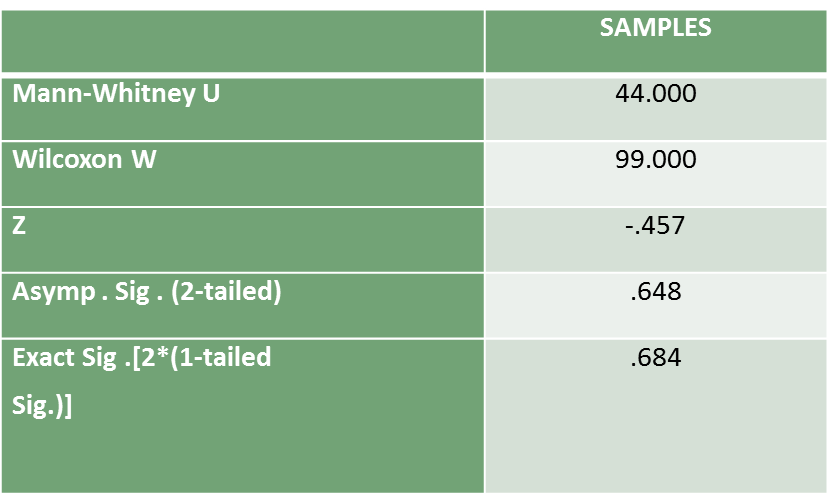 SAMPLES
Mann-Whitney U 44.000
Wilcoxon W 99.000
Z -.457
Asymp . Sig . (2-tailed) .648
Exact Sig .[2*(1-tailed .684
Sig.)]